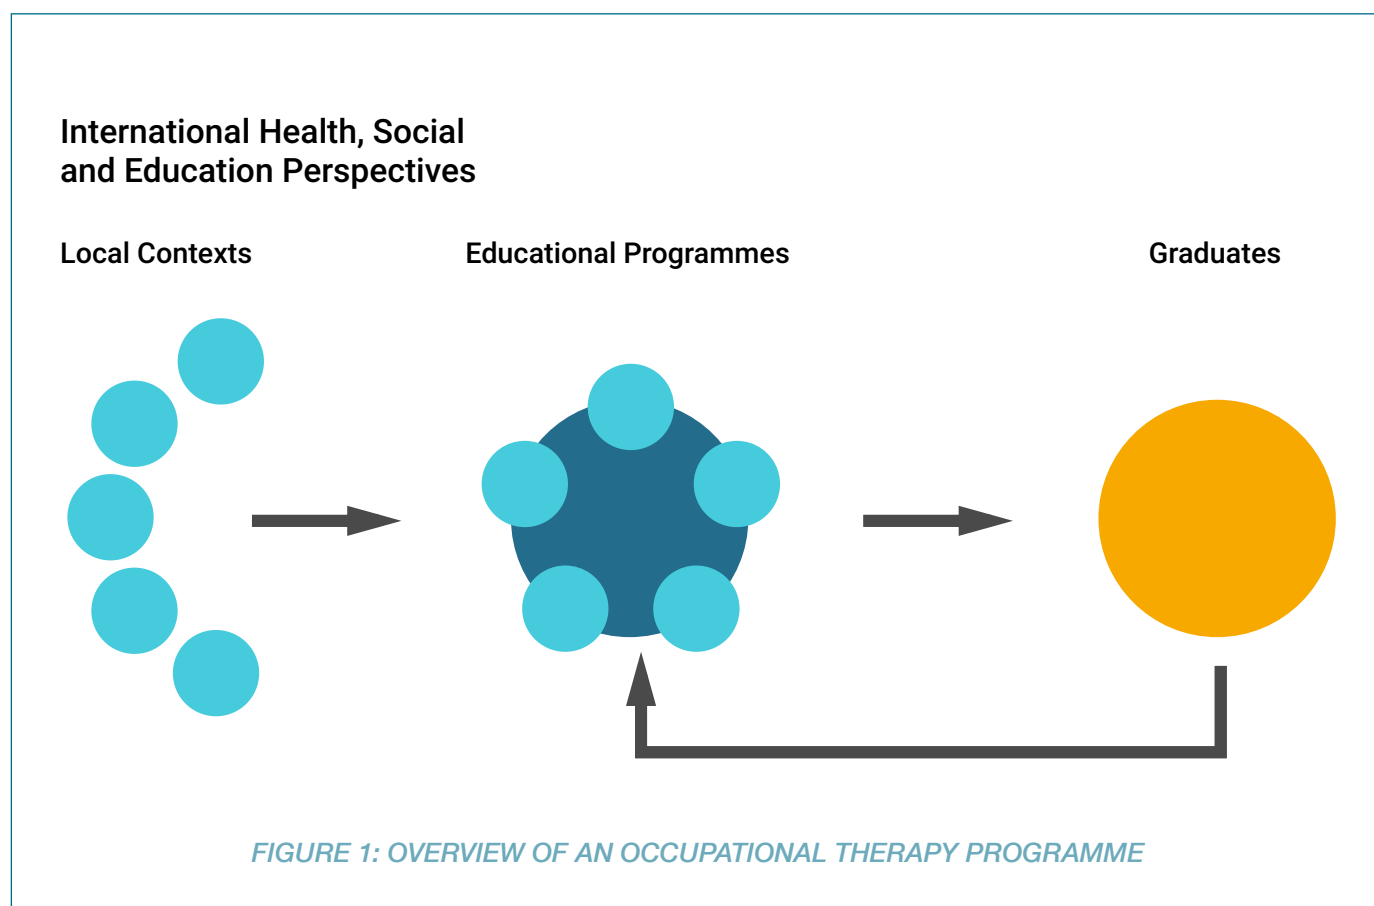 International Health, Social
and Education Perspectives
Local Contexts
Educational Programmes
Graduates
FIGURE 1: OVERVIEW OF AN OCCUPATIONAL THERAPY PROGRAMME